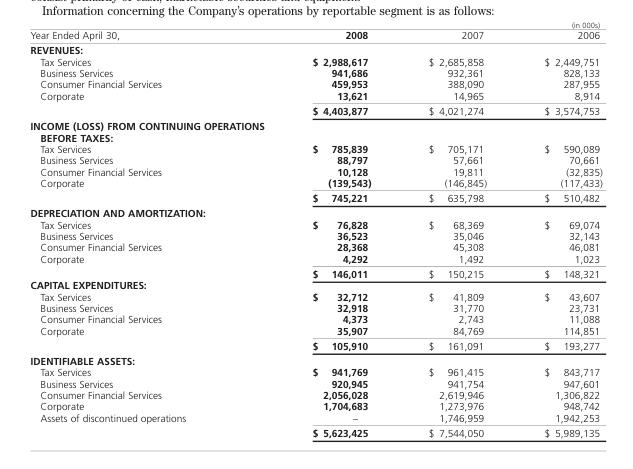 Information concerning the Company's operations by reportable segment is as follows:
(in 000s)
Year Ended April 30, 2008 2007 2006
REVENUES:
Tax Services $ 2,988,617 $ 2,685,858 $ 2,449,751
Business Services 941,686 932,361 828,133
Consumer Financial Services 459,953 388,090 287,955
Corporate 13,621 14,965 8,914
$ 4,403,877 $ 4,021,274 $ 3,574,753
INCOME (LOSS) FROM CONTINUING OPERATIONS
BEFORE TAXES:
Tax Services $ 785,839 $ 705,171 $ 590,089
Business Services 88,797 57,661 70,661
Consumer Financial Services 10,128 19,811 (32,835)
Corporate (139,543) (146,845) (117,433)
$ 745,221 $ 635,798 $ 510,482
DEPRECIATION AND AMORTIZATION:
Tax Services $ 76,828 $ 68,369 $ 69,074
Business Services 36,523 35,046 32,143
Consumer Financial Services 28,368 45,308 46,081
Corporate 4,292 1,492 1,023
$ 146,011 $ 150,215 $ 148,321
CAPITAL EXPENDITURES:
Tax Services $ 32,712 $ 41,809 $ 43,607
Business Services 32,918 31,770 23,731
Consumer Financial Services 4,373 2,743 11,088
Corporate 35,907 84,769 114,851
$ 105,910 $ 161,091 $ 193,277
IDENTIFIABLE ASSETS:
Tax Services $ 941,769 $ 961,415 $ 843,717
Business Services 920,945 941,754 947,601
Consumer Financial Services 2,056,028 2,619,946 1,306,822
Corporate 1,704,683 1,273,976 948,742
Assets of discontinued operations – 1,746,959 1,942,253
$ 5,623,425 $ 7,544,050 $ 5,989,135